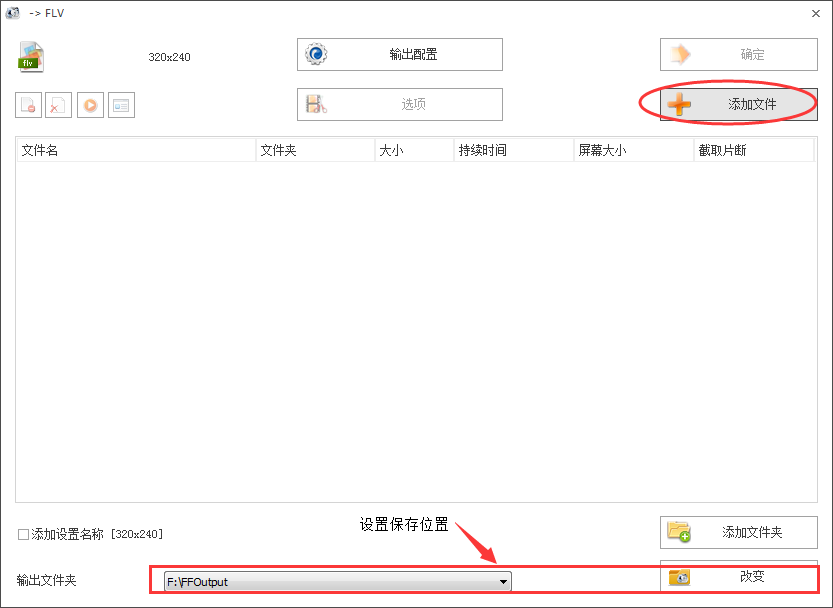 -> FLV
flv
320x240
输出配置
确定
选项
添加文件
文件名 文件夹 大小 持续时间 屏幕大小 截取片断
设置保存位置
添加设置名称 [320x240]
添加文件夹
输出文件夹
F:\FFOutput
改变